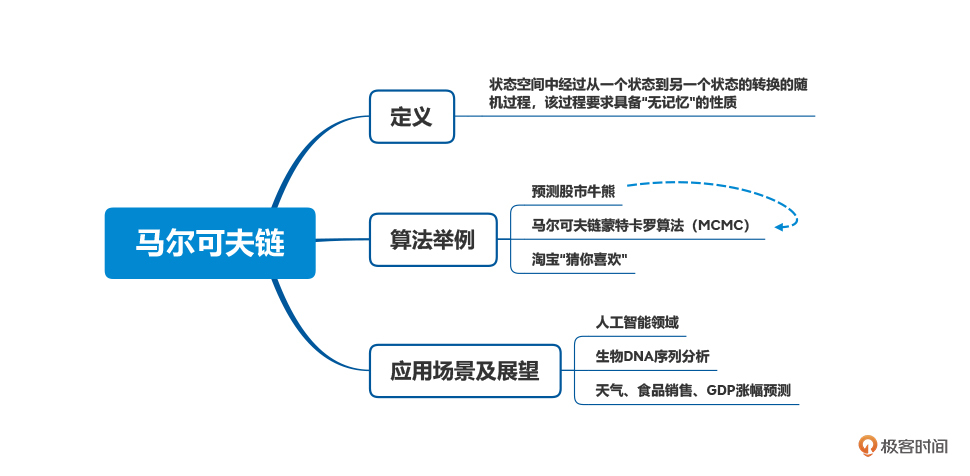 马尔可夫链
定义
状态空间中经过从一个状态到另一个状态的转换的随
机过程，该过程要求具备"无记忆"的性质
算法举例
预测股市牛熊
马尔可夫链蒙特卡罗算法（MCMC）
淘宝"猜你喜欢"
应用场景及展望
人工智能领域
生物DNA序列分析
天气、食品销售、GDP涨幅预测
极客时间